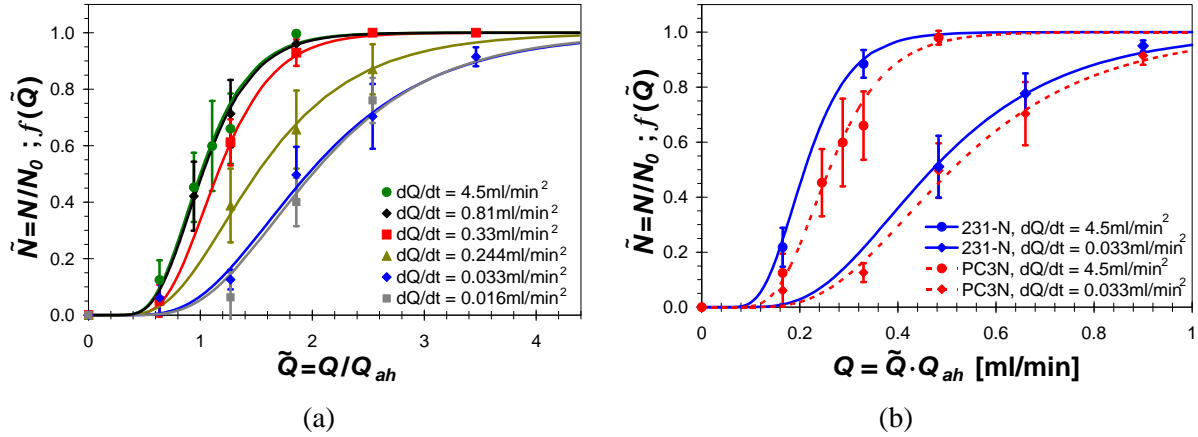 Ñ=N/N0 ; f(Q̃)
1.0
0.8
0.6
0.4
0.2
0.0
0 1 2 3 4
Q̃=Q/Qah
dQ/dt = 4.5ml/min²
dQ/dt = 0.81ml/min²
dQ/dt = 0.33ml/min²
dQ/dt = 0.244ml/min²
dQ/dt = 0.033ml/min²
dQ/dt = 0.016ml/min²
(a)
Ñ=N/N0 ; f(Q̃)
1.0
0.8
0.6
0.4
0.2
0.0
0 0.2 0.4 0.6 0.8 1
Q = Q̃·Qah [ml/min]
231-N, dQ/dt = 4.5ml/min²
231-N, dQ/dt = 0.033ml/min²
PC3N, dQ/dt = 4.5ml/min²
PC3N, dQ/dt = 0.033ml/min²
(b)